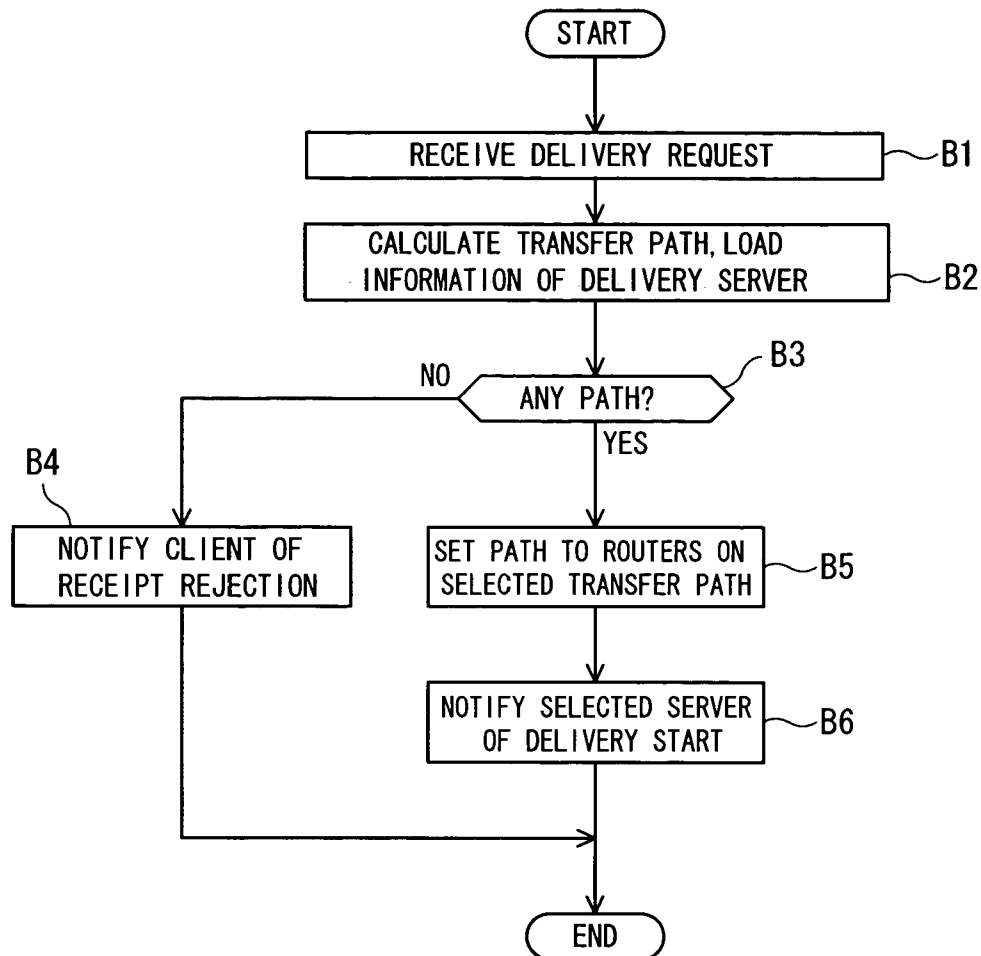 START
RECEIVE DELIVERY REQUEST
B1
CALCULATE TRANSFER PATH, LOAD
INFORMATION OF DELIVERY SERVER
B2
B3
NO
ANY PATH?
YES
B4
NOTIFY CLIENT OF
RECEIPT REJECTION
SET PATH TO ROUTERS ON
SELECTED TRANSFER PATH
B5
NOTIFY SELECTED SERVER
OF DELIVERY START
B6
END